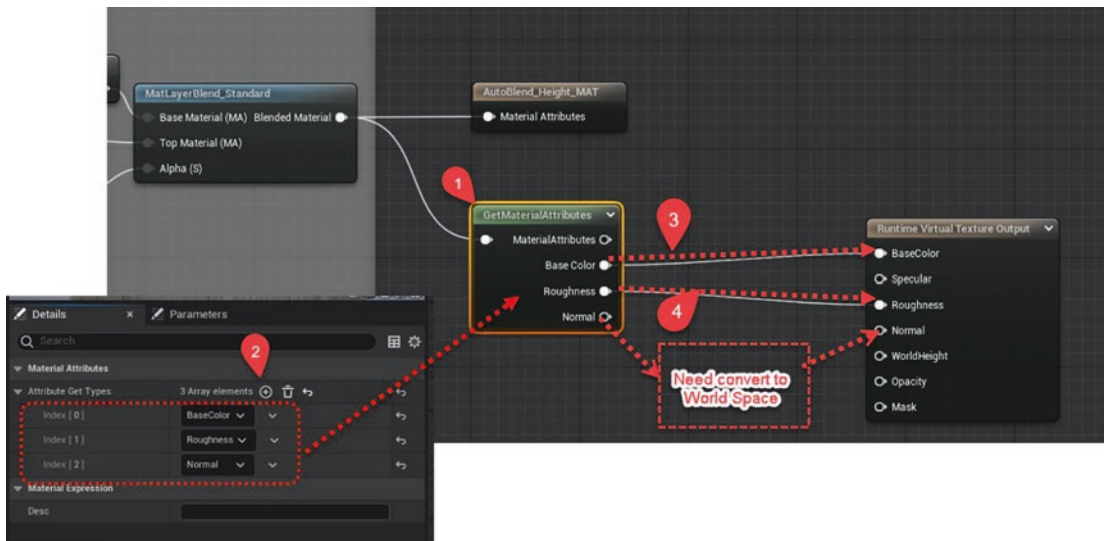 MatLayerBlend_Standard
Base Material (MA) Blended Material
Top Material (MA)
Alpha (S)
AutoBlend_Height_MAT
Material Attributes
1
GetMaterialAttributes
MaterialAttributes
Base Color
Roughness
Normal
3
4
Need convert to
World Space
Runtime Virtual Texture Output
BaseColor
Specular
Roughness
Normal
WorldHeight
Opacity
Mask
Details × Parameters
Search
2
Material Attributes
Attribute Get Types 3 Array elements
Index [ 0 ] BaseColor
Index [ 1 ] Roughness
Index [ 2 ] Normal
Material Expression
Desc